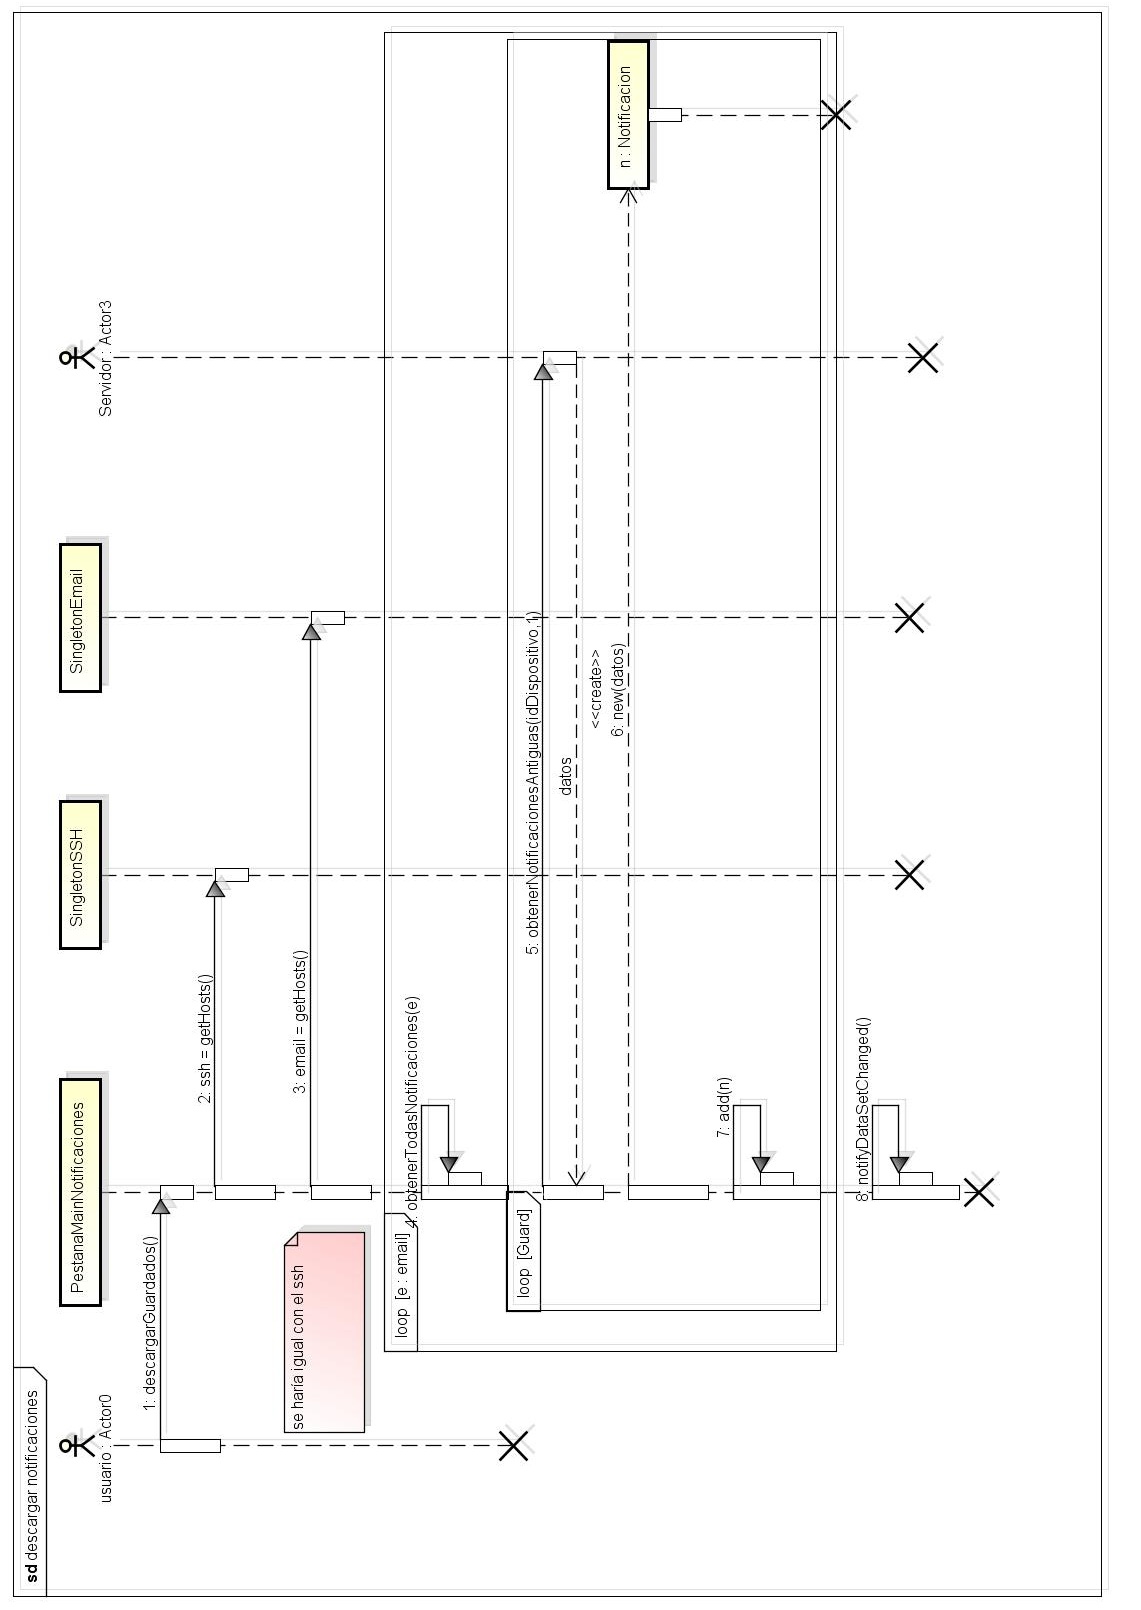 sd descargar notificaciones
usuario : Actor0
PestanaMainNotificaciones
SingletonSSH
SingletonEmail
Servidor : Actor3
1: descargarGuardados()
2: ssh = getHosts()
se haría igual con el ssh
3: email = getHosts()
loop [e : email]
4: obtenerTodasNotificaciones(e)
loop [Guard]
5: obtenerNotificacionesAntiguas(idDispositivo,1)
datos
<<create>>
6: new(datos)
n : Notificacion
7: add(n)
8: notifyDataSetChanged()